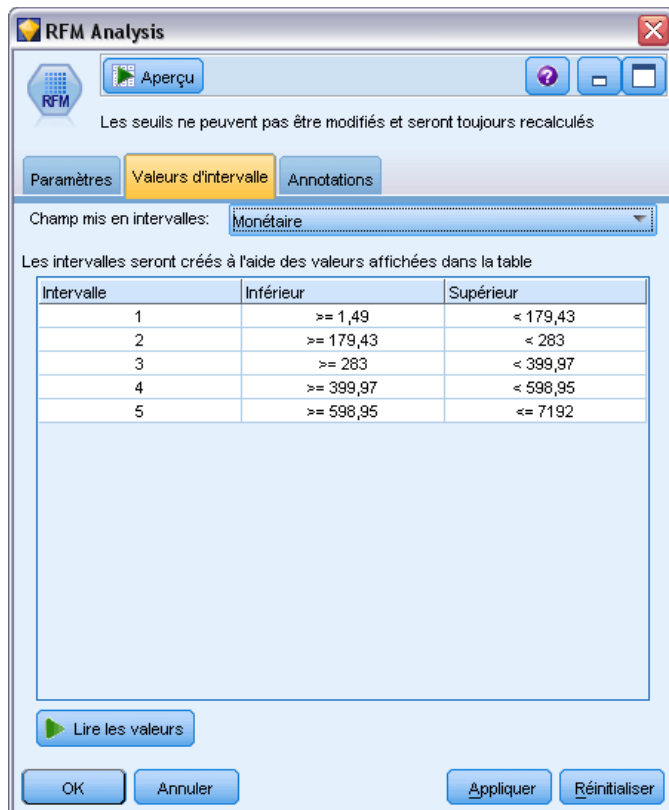 RFM Analysis
RFM
Aperçu
?
Les seuils ne peuvent pas être modifiés et seront toujours recalculés
Paramètres Valeurs d'intervalle Annotations
Champ mis en intervalles: Monétaire
Les intervalles seront créés à l'aide des valeurs affichées dans la table
Intervalle Inférieur Supérieur
1 >= 1,49 < 179,43
2 >= 179,43 < 283
3 >= 283 < 399,97
4 >= 399,97 < 598,95
5 >= 598,95 <= 7192
Lire les valeurs
OK Annuler Appliquer Réinitialiser